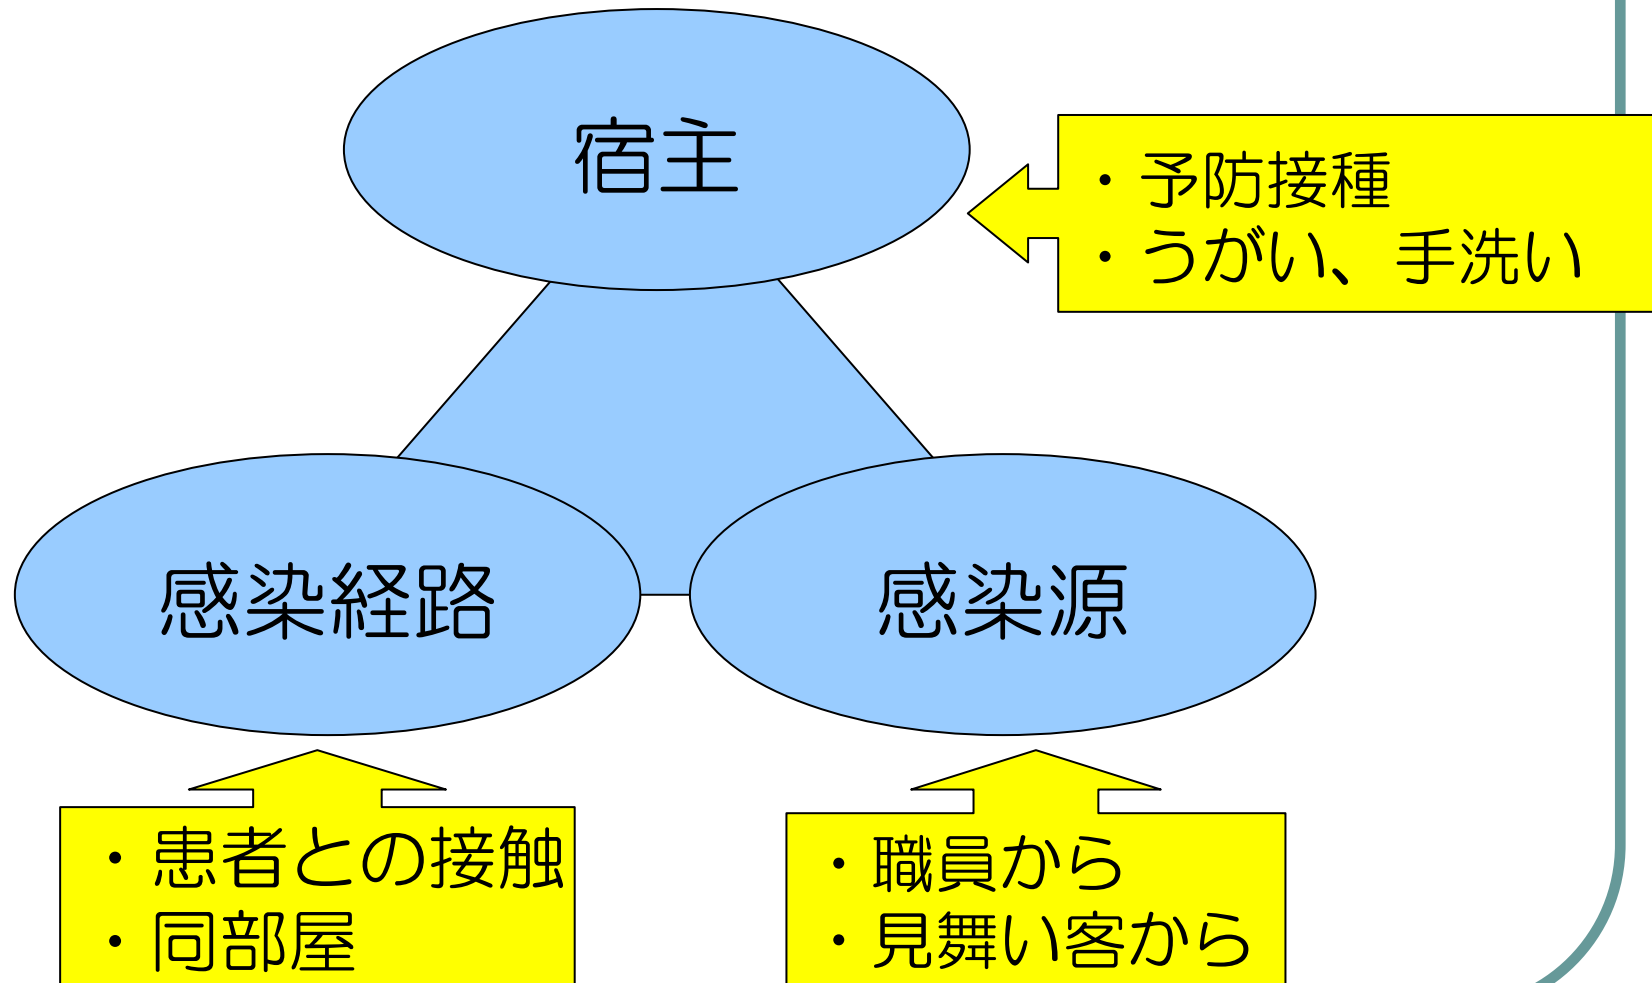 宿主
・予防接種
・うがい、手洗い
感染経路
感染源
・患者との接触
・同部屋
・職員から
・見舞い客から